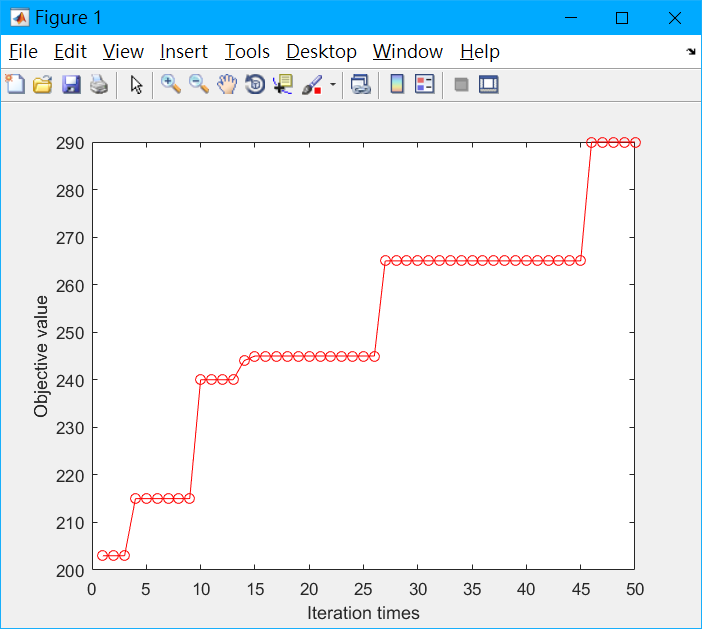 Figure 1
File Edit View Insert Tools Desktop Window Help
290
280
270
260
250
240
230
220
210
200
Objective value
0 5 10 15 20 25 30 35 40 45 50
Iteration times